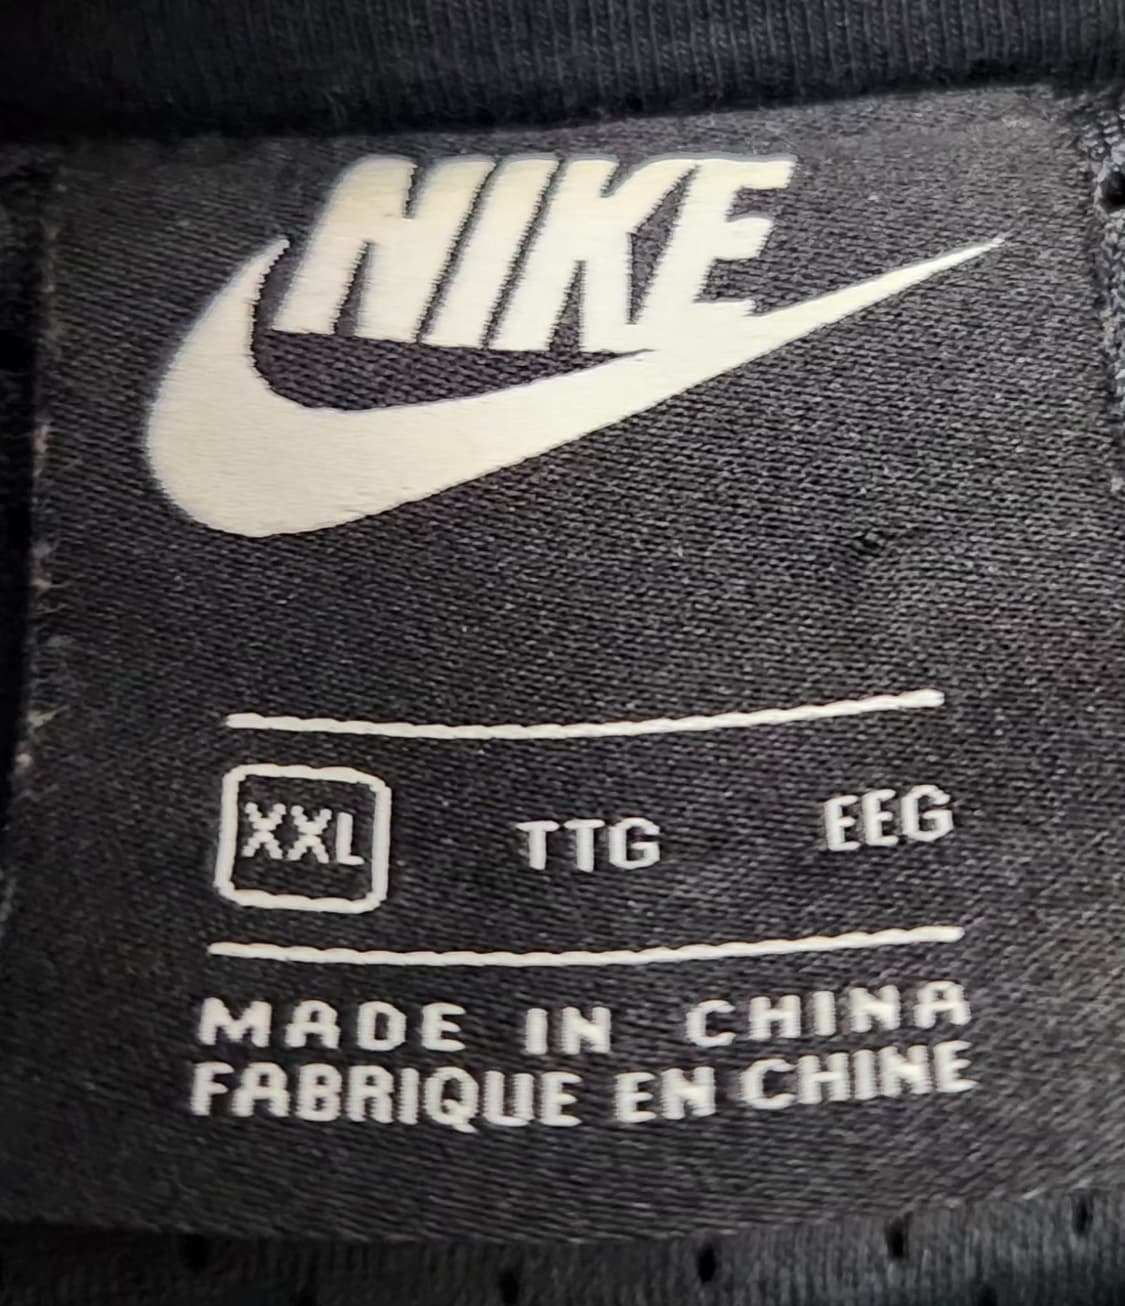 NIKE
XXL TTG EEG
MADE IN CHINA
FABRIQUE EN CHINE